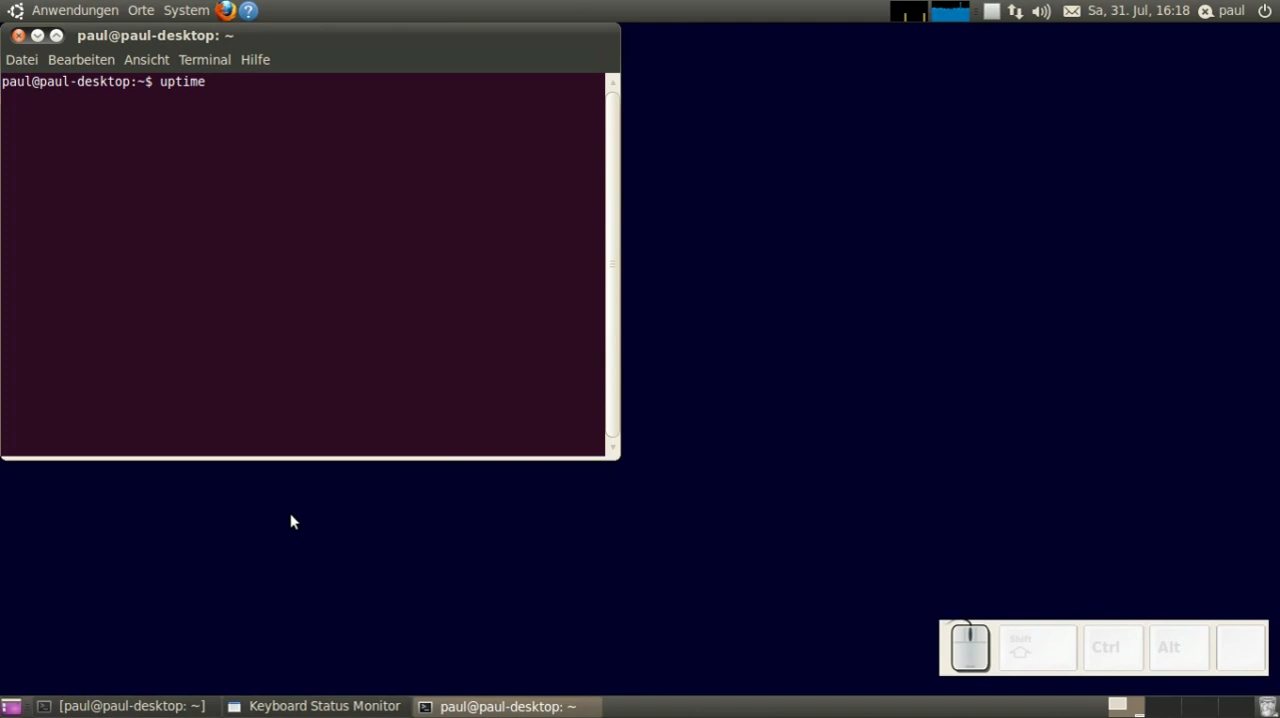 Anwendungen Orte System ? Sa, 31. Jul, 16:18 paul
paul@paul-desktop: ~
Datei Bearbeiten Ansicht Terminal Hilfe
paul@paul-desktop:~$ uptime
Shift Ctrl Alt
[paul@paul-desktop: ~] Keyboard Status Monitor paul@paul-desktop: ~